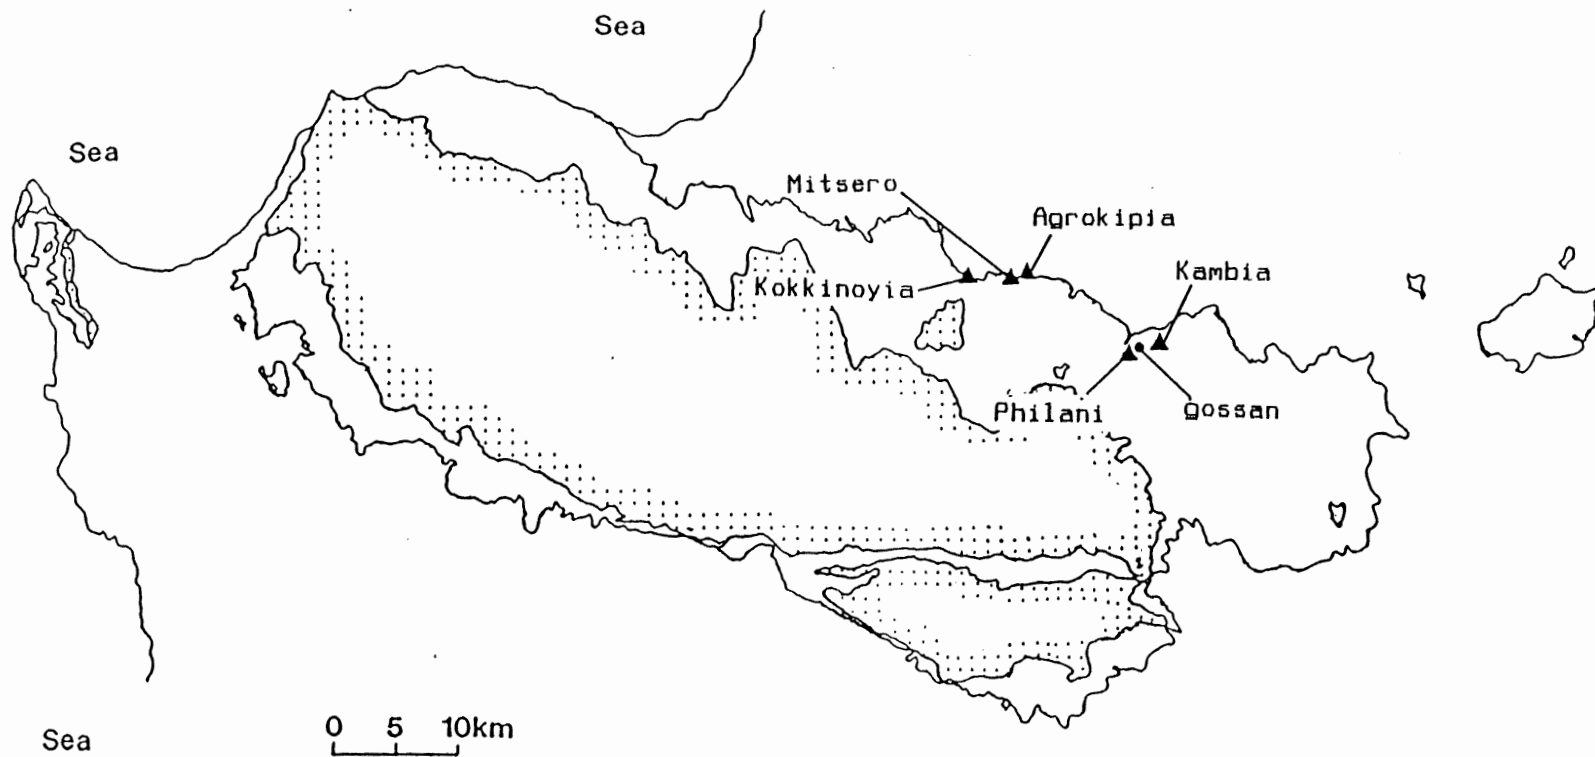 Sea
Sea
Mitsero
Agrokipia
Kambia
Kokkinoyia
Philani
gossan
0 5 10km
Sea